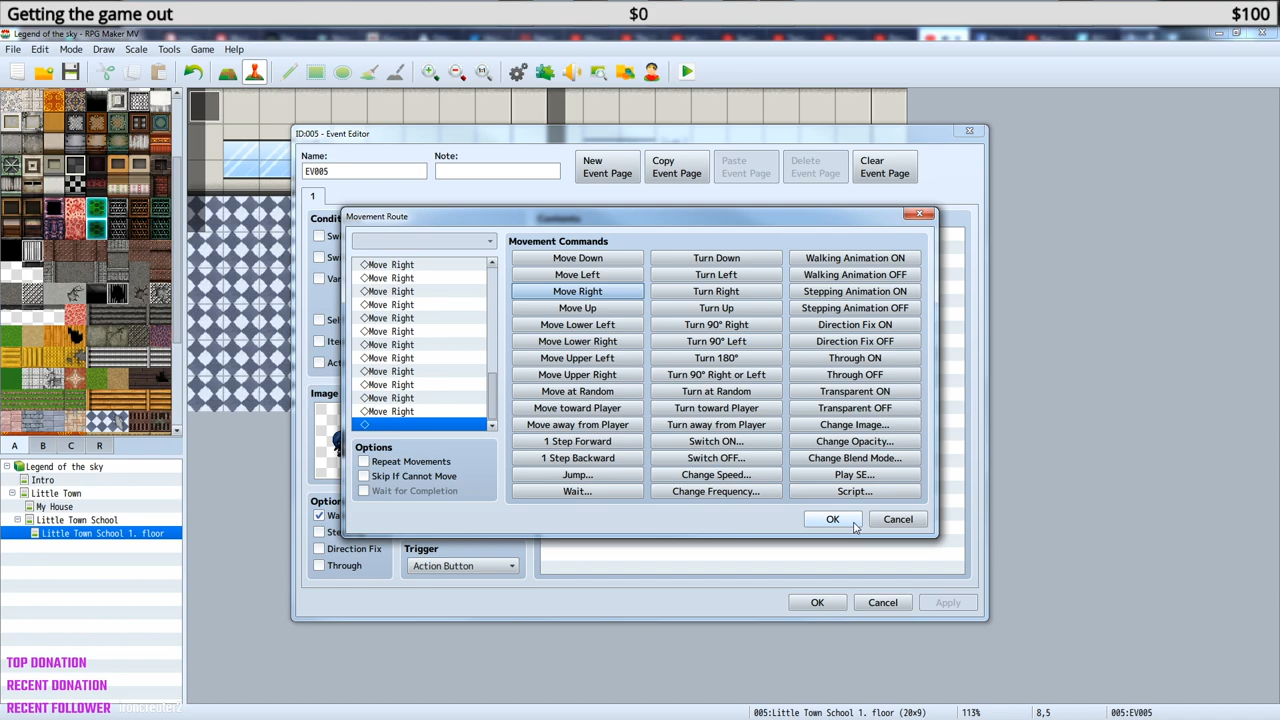 Getting the game out $0 $100
Legend of the sky - RPG Maker MV
File Edit Mode Draw Scale Tools Game Help
1:1
ID:005 - Event Editor
Name: Note:
EV005
New Event Page
Copy Event Page
Paste Event Page
Delete Event Page
Clear Event Page
1
Movement Route
Movement Commands
Move Right
Move Right
Move Right
Move Right
Move Right
Move Right
Move Right
Move Right
Move Right
Move Right
Move Right
Move Right
Move Down Turn Down Walking Animation ON
Move Left Turn Left Walking Animation OFF
Move Right Turn Right Stepping Animation ON
Move Up Turn Up Stepping Animation OFF
Move Lower Left Turn 90° Right Direction Fix ON
Move Lower Right Turn 90° Left Direction Fix OFF
Move Upper Left Turn 180° Through ON
Move Upper Right Turn 90° Right or Left Through OFF
Move at Random Turn at Random Transparent ON
Move toward Player Turn toward Player Transparent OFF
Move away from Player Turn away from Player Change Image...
1 Step Forward Switch ON... Change Opacity...
1 Step Backward Switch OFF... Change Blend Mode...
Jump... Change Speed... Play SE...
Wait... Change Frequency... Script...
Options
Repeat Movements
Skip If Cannot Move
Wait for Completion
OK Cancel
Image
Direction Fix
Through
Trigger
Action Button
OK Cancel Apply
A B C R
Legend of the sky
Intro
Little Town
My House
Little Town School
Little Town School 1. floor
TOP DONATION
RECENT DONATION
RECENT FOLLOWER
005:Little Town School 1. floor (20x9) 113% 8,5 005:EV005